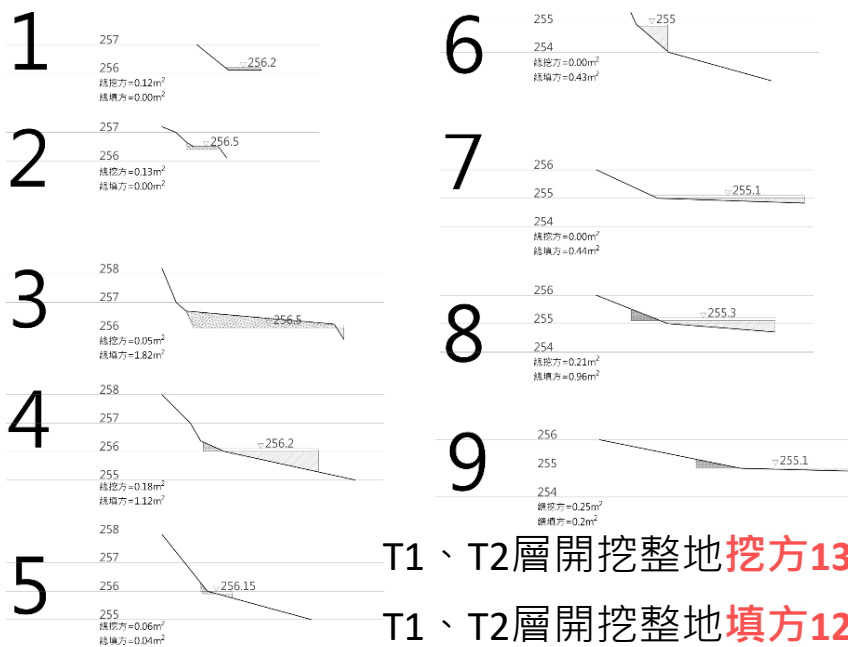 1
257
256.2
256
總挖方=0.12m²
總填方=0.00m²
2
257
256.5
256
總挖方=0.13m²
總填方=0.00m²
3
258
257
256.5
256
總挖方=0.05m²
總填方=1.82m²
4
258
257
256.2
256
255
總挖方=0.18m²
總填方=1.12m²
5
258
257
256.15
256
255
總挖方=0.06m²
總填方=0.04m²
6
255
255
254
總挖方=0.00m²
總填方=0.43m²
7
256
255.1
255
254
總挖方=0.00m²
總填方=0.44m²
8
256
255.3
255
254
總挖方=0.21m²
總填方=0.96m²
9
256
255.1
255
254
總挖方=0.25m²
總填方=0.2m²
T1、T2層開挖整地挖方13
T1、T2層開挖整地填方12